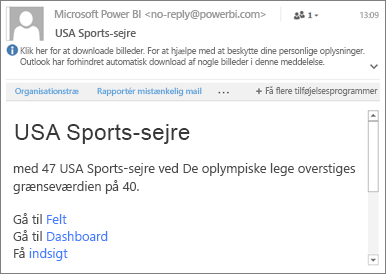 Microsoft Power BI <no-reply@powerbi.com>
1
13:09
USA Sports-sejre
Klik her for at downloade billeder. For at hjælpe med at beskytte dine personlige oplysninger.
Outlook har forhindret automatisk download af nogle billeder i denne meddelelse.
Organisationstræ
Rapportér mistænkelig mail
...
+ Få flere tilføjelsesprogrammer
USA Sports-sejre
med 47 USA Sports-sejre ved De oplympiske lege overstiges
grænseværdien på 40.
Gå til Felt
Gå til Dashboard
Få indsigt